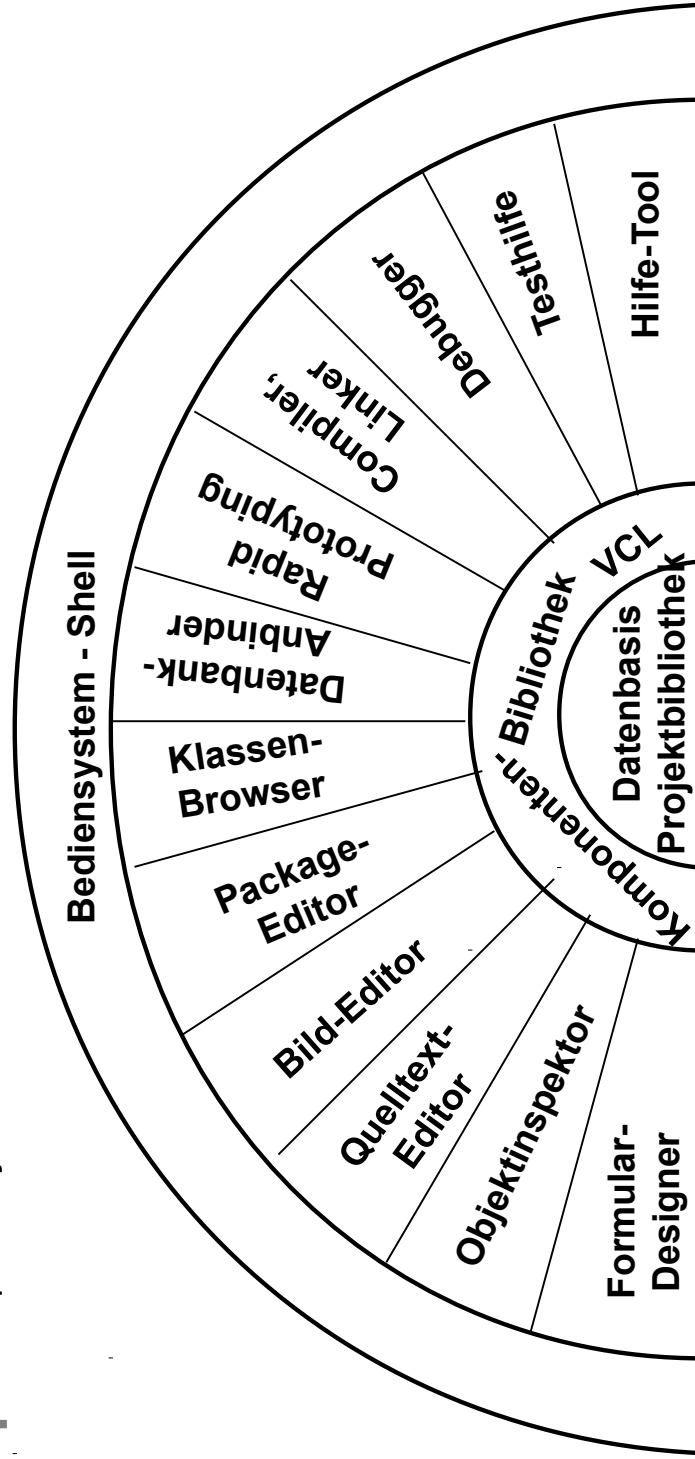 Bediensystem - Shell
Formular-
Designer
Objektinspektor
Quelltext-
Editor
Bild-Editor
Package-
Editor
Klassen-
Browser
Datenbank-
Anbinder
Rapid
Prototyping
Compiler,
Linker
Debugger
Testhilfe
Hilfe-Tool
Komponenten- Bibliothek VCL
Datenbasis
Projektbibliothek